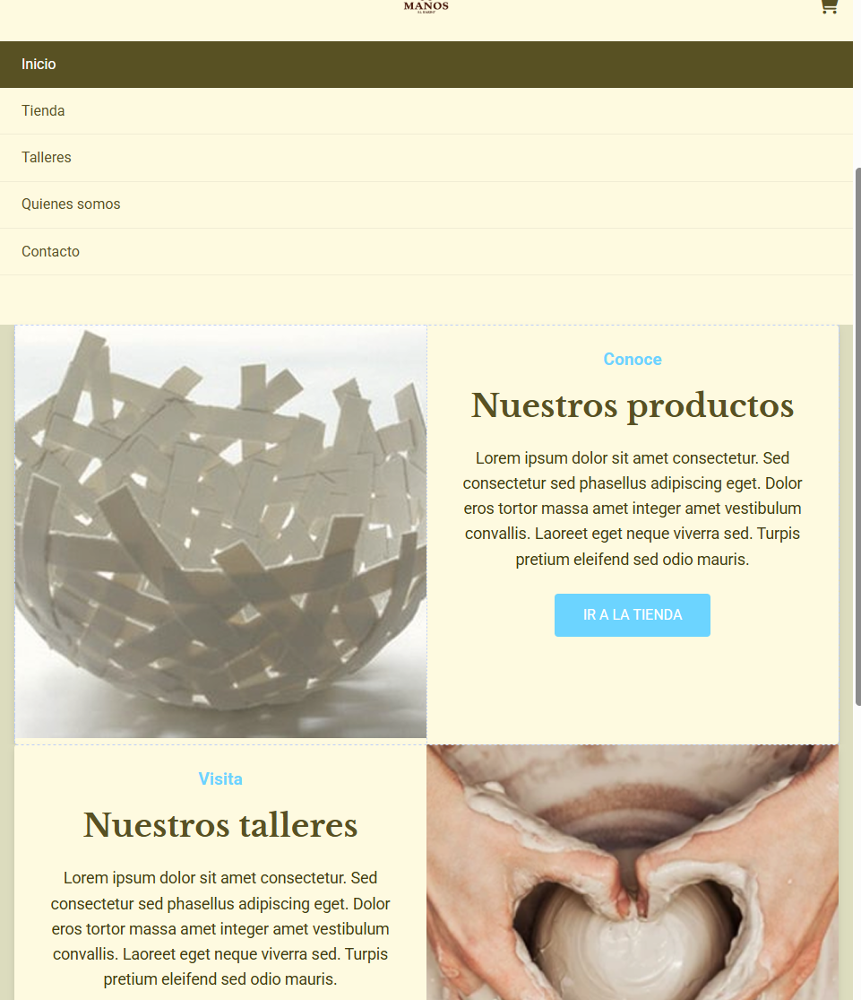 MANOS
Inicio
Tienda
Talleres
Quienes somos
Contacto
Conoce
Nuestros productos
Lorem ipsum dolor sit amet consectetur. Sed
consectetur sed phasellus adipiscing eget. Dolor
eros tortor massa amet integer amet vestibulum
convallis. Laoreet eget neque viverra sed. Turpis
pretium eleifend sed odio mauris.
IR A LA TIENDA
Visita
Nuestros talleres
Lorem ipsum dolor sit amet consectetur. Sed
consectetur sed phasellus adipiscing eget. Dolor
eros tortor massa amet integer amet vestibulum
convallis. Laoreet eget neque viverra sed. Turpis
pretium eleifend sed odio mauris.